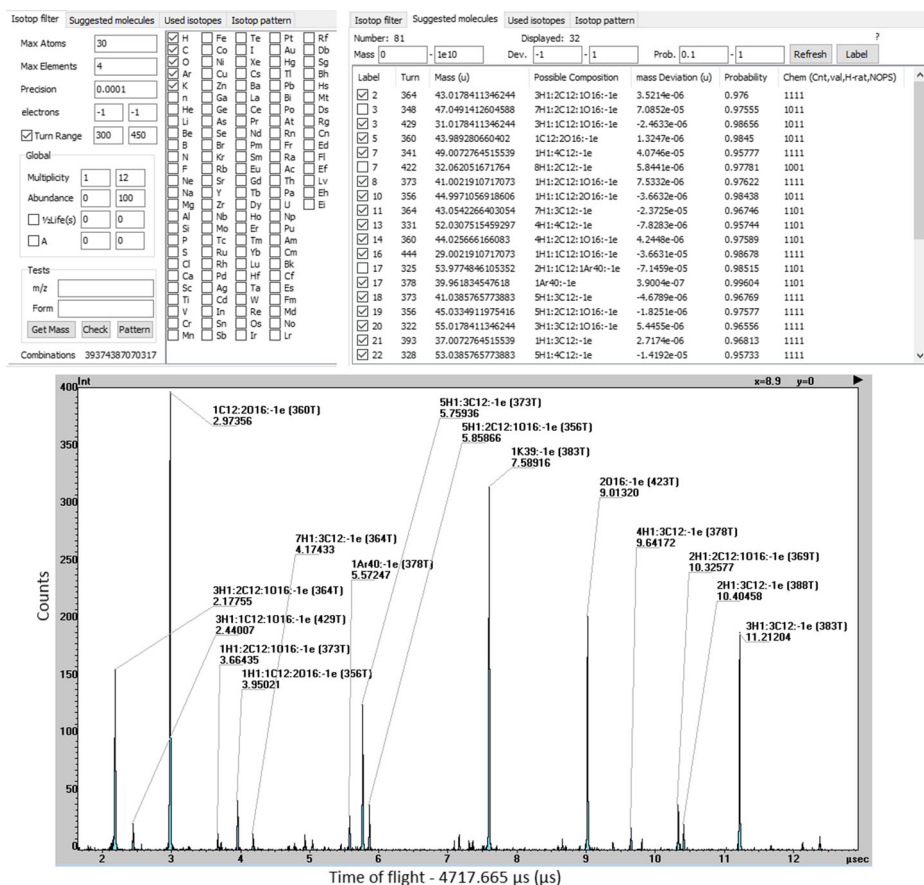 Isotop filter Suggested molecules Used isotopes Isotop pattern
Max Atoms 30
Max Elements 4
Precision 0.0001
electrons -1 -1
Turn Range 300 450
Global
Multiplicity 1 12
Abundance 0 100
½Life(s) 0 0
A 0 0
Tests
m/z
Form
Get Mass Check Pattern
Combinations 39374387070317
H Fe Te Pt Rf
C Co I Au Db
O Ni Xe Hg Sg
Ar Cu Cs Tl Bh
K Zn Ba Pb Hs
n Ga La Bi Mt
He Ge Ce Po Ds
Li As Pr At Rg
Be Se Nd Rn Cn
B Br Pm Fr Ed
N Kr Sm Ra Fl
F Rb Eu Ac Ef
Ne Sr Gd Th Lv
Na Y Tb Pa Eh
Mg Zr Dy U Ei
Al Nb Ho Np
Si Mo Er Pu
P Tc Tm Am
S Ru Yb Cm
Cl Rh Lu Bk
Ca Pd Hf Cf
Sc Ag Ta Es
Ti Cd W Fm
V In Re Md
Cr Sn Os No
Mn Sb Ir Lr
Isotop filter Suggested molecules Used isotopes Isotop pattern
Number: 81 Displayed: 32 ?
Mass 0 - 1e10 Dev. -1 - 1 Prob. 0.1 - 1 Refresh Label
Label Turn Mass (u) Possible Composition mass Deviation (u) Probability Chem (Cnt,val,H-rat,NOPS)
2 364 43.0178411346244 3H1:2C12:1O16:-1e 3.5214e-06 0.976 1111
3 348 47.0491412604588 7H1:2C12:1O16:-1e 7.0852e-05 0.97555 1001
3 429 31.0178411346244 3H1:1C12:1O16:-1e -2.4633e-06 0.98656 1111
5 360 43.989280660402 1C12:2O16:-1e 1.3247e-06 0.9845 1101
7 341 49.0072764515539 1H1:4C12:-1e 4.0746e-05 0.95777 1111
7 422 32.062051671764 8H1:2C12:-1e 5.8441e-06 0.97781 1001
8 373 41.0021910717073 1H1:2C12:1O16:-1e 7.5332e-06 0.97622 1111
10 356 44.9971056918606 1H1:1C12:2O16:-1e -3.6632e-06 0.98438 1111
11 364 43.0542266403054 7H1:3C12:-1e -2.3725e-06 0.96746 1101
13 331 52.0307515459297 4H1:4C12:-1e -7.8283e-06 0.95744 1101
14 360 44.025666166083 4H1:2C12:1O16:-1e 4.2448e-06 0.97589 1101
16 444 29.0021910717073 1H1:1C12:1O16:-1e -3.6631e-05 0.98678 1111
17 325 53.9774846105352 2H1:1C12:1Ar40:-1e -7.1459e-05 0.98515 1101
17 378 39.961834547618 1Ar40:-1e 3.9004e-07 0.99604 1101
18 373 41.0385765773883 5H1:3C12:-1e -4.6789e-06 0.96769 1111
19 356 45.0334911975416 5H1:2C12:1O16:-1e -1.8251e-06 0.97577 1111
20 322 55.0178411346244 3H1:3C12:1O16:-1e 5.4455e-06 0.96556 1111
21 393 37.0072764515539 1H1:3C12:-1e 2.7174e-06 0.96813 1111
22 328 53.0385765773883 5H1:4C12:-1e -1.4192e-05 0.95733 1111
Int x=8.9 y=0
400
350
300
250
200
150
100
50
0
Counts
1C12:2O16:-1e (360T)
2.97356
5H1:3C12:-1e (373T)
5.75936
5H1:2C12:1O16:-1e (356T)
5.85866
1K39:-1e (383T)
7.58916
2O16:-1e (423T)
9.01320
7H1:3C12:-1e (364T)
4.17433
1Ar40:-1e (378T)
5.57247
4H1:3C12:-1e (378T)
9.64172
2H1:2C12:1O16:-1e (369T)
10.32577
2H1:3C12:-1e (388T)
10.40458
3H1:3C12:-1e (383T)
11.21204
3H1:2C12:1O16:-1e (364T)
2.17755
3H1:1C12:1O16:-1e (429T)
2.44007
1H1:2C12:1O16:-1e (373T)
3.66435
1H1:1C12:2O16:-1e (356T)
3.95021
2 3 4 5 6 7 8 9 10 11 12 µsec
Time of flight - 4717.665 µs (µs)